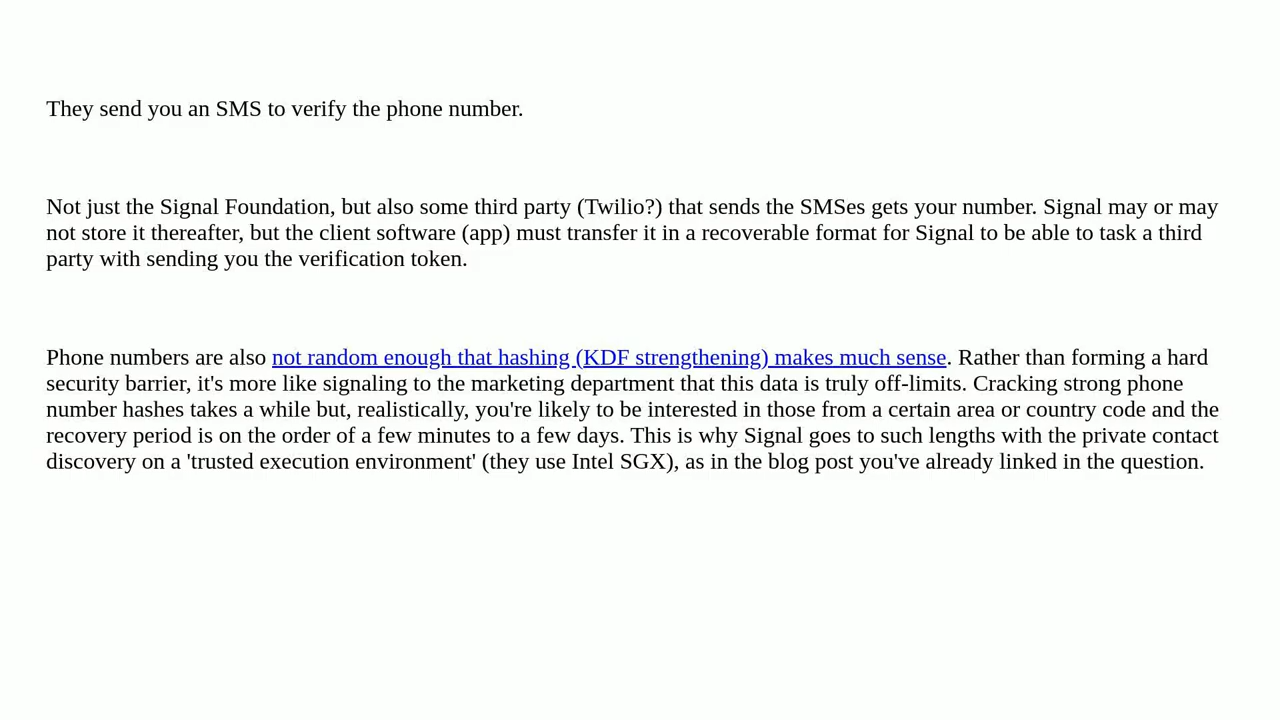 They send you an SMS to verify the phone number.
Not just the Signal Foundation, but also some third party (Twilio?) that sends the SMSes gets your number. Signal may or may
not store it thereafter, but the client software (app) must transfer it in a recoverable format for Signal to be able to task a third
party with sending you the verification token.
Phone numbers are also not random enough that hashing (KDF strengthening) makes much sense. Rather than forming a hard
security barrier, it's more like signaling to the marketing department that this data is truly off-limits. Cracking strong phone
number hashes takes a while but, realistically, you're likely to be interested in those from a certain area or country code and the
recovery period is on the order of a few minutes to a few days. This is why Signal goes to such lengths with the private contact
discovery on a 'trusted execution environment' (they use Intel SGX), as in the blog post you've already linked in the question.